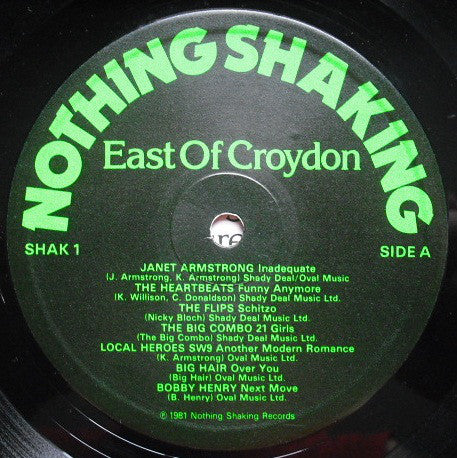 NOTHING SHAKING
East Of Croydon
SHAK 1
SIDE A
JANET ARMSTRONG Inadequate
(J. Armstrong, K. Armstrong) Shady Deal/Oval Music
THE HEARTBEATS Funny Anymore
(K. Willison, C. Donaldson) Shady Deal Music Ltd.
THE FLIPS Schitzo
(Nicky Bloch) Shady Deal Music Ltd.
THE BIG COMBO 21 Girls
(The Big Combo) Shady Deal Music Ltd.
LOCAL HEROES SW9 Another Modern Romance
(K. Armstrong) Oval Music Ltd.
BIG HAIR Over You
(Big Hair) Oval Music Ltd.
BOBBY HENRY Next Move
(B. Henry) Oval Music Ltd.
℗ 1981 Nothing Shaking Records